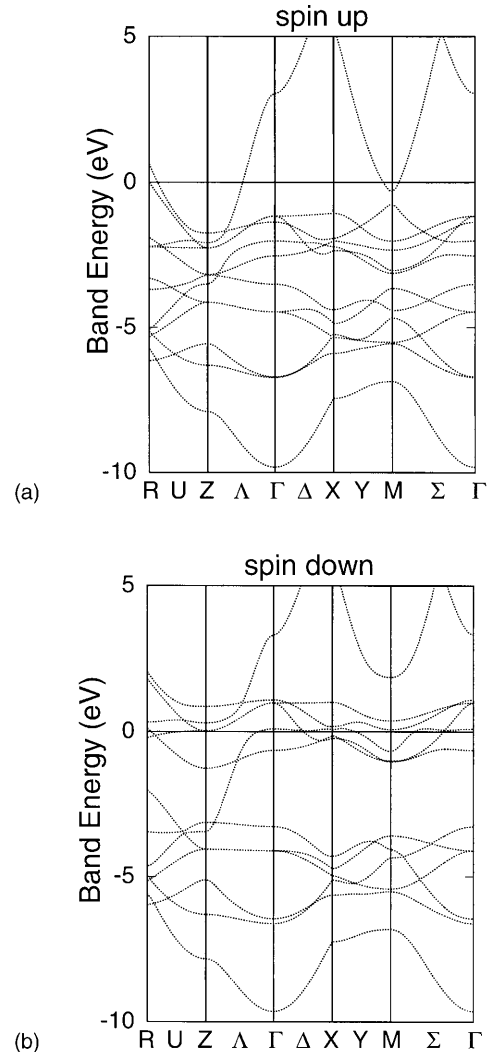 spin up
5
0
-5
-10
Band Energy (eV)
R U Z Λ Γ Δ X Y M Σ Γ
(a)
spin down
5
0
-5
-10
Band Energy (eV)
R U Z Λ Γ Δ X Y M Σ Γ
(b)